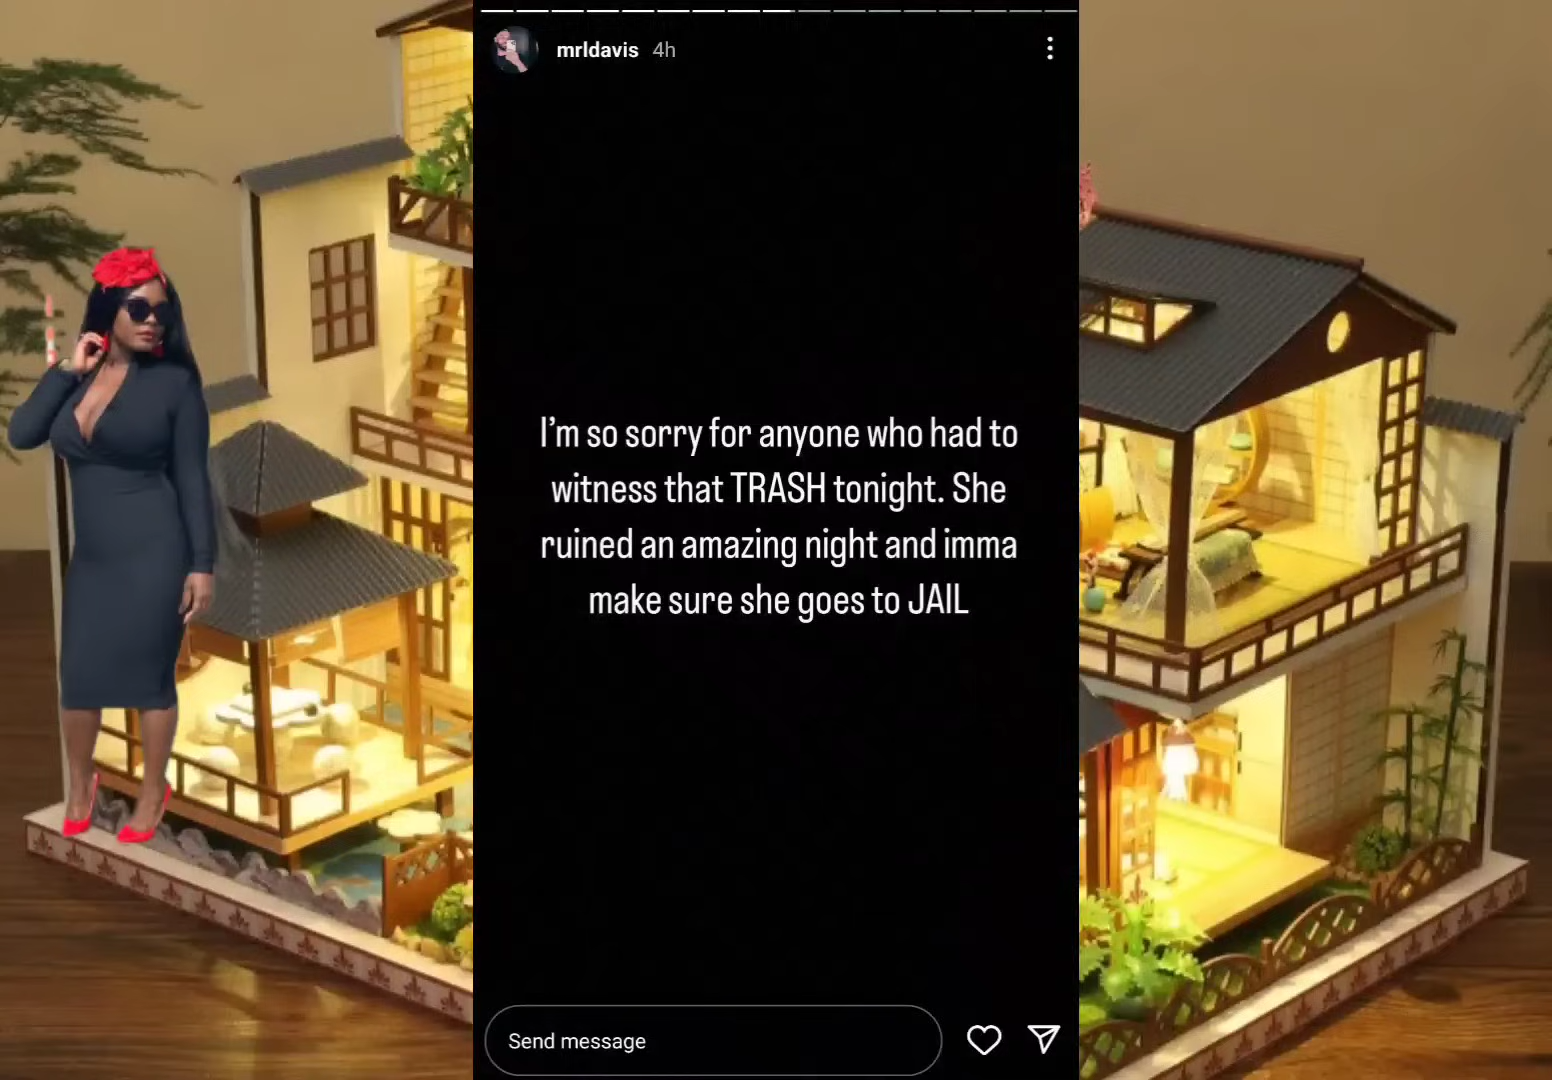 mrldavis 4h
I'm so sorry for anyone who had to
witness that TRASH tonight. She
ruined an amazing night and imma
make sure she goes to JAIL
Send message